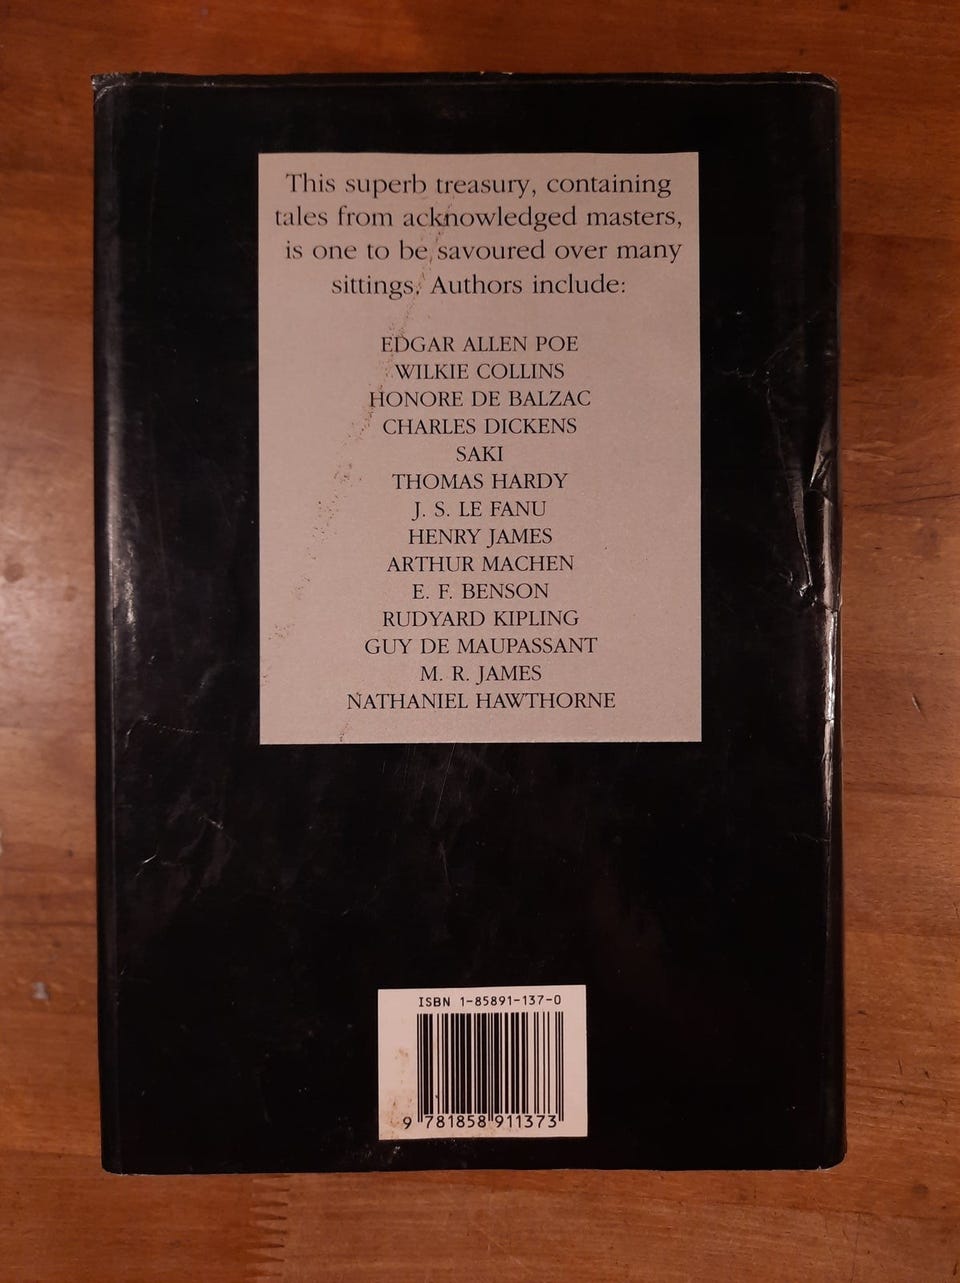 This superb treasury, containing
tales from acknowledged masters,
is one to be savoured over many
sittings. Authors include:
EDGAR ALLEN POE
WILKIE COLLINS
HONORE DE BALZAC
CHARLES DICKENS
SAKI
THOMAS HARDY
J. S. LE FANU
HENRY JAMES
ARTHUR MACHEN
E. F. BENSON
RUDYARD KIPLING
GUY DE MAUPASSANT
M. R. JAMES
NATHANIEL HAWTHORNE
ISBN 1-85891-137-0
9 781858 911373